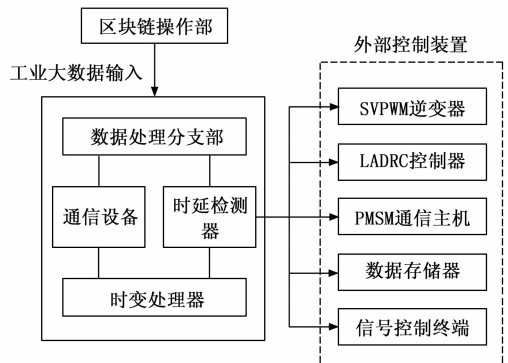 区块链操作部
工业大数据输入
数据处理分支部
通信设备
时延检测
器
时变处理器
外部控制装置
SVPWM逆变器
LADRC控制器
PMSM通信主机
数据存储器
信号控制终端